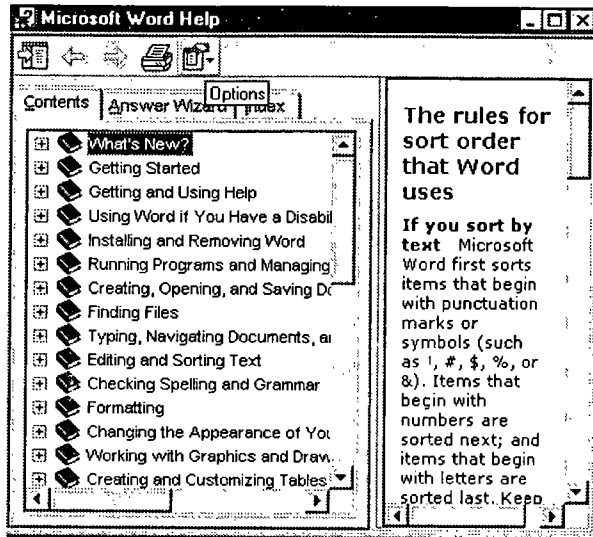 Microsoft Word Help
Options
Contents
Answer Wizard
Index
What's New?
Getting Started
Getting and Using Help
Using Word if You Have a Disabil
Installing and Removing Word
Running Programs and Managing
Creating, Opening, and Saving Do
Finding Files
Typing, Navigating Documents, a
Editing and Sorting Text
Checking Spelling and Grammar
Formatting
Changing the Appearance of You
Working with Graphics and Draw
Creating and Customizing Tables
The rules for
sort order
that Word
uses
If you sort by
text Microsoft
Word first sorts
items that begin
with punctuation
marks or
symbols (such
as !, #, $, %, or
&). Items that
begin with
numbers are
sorted next; and
items that begin
with letters are
sorted last. Keep